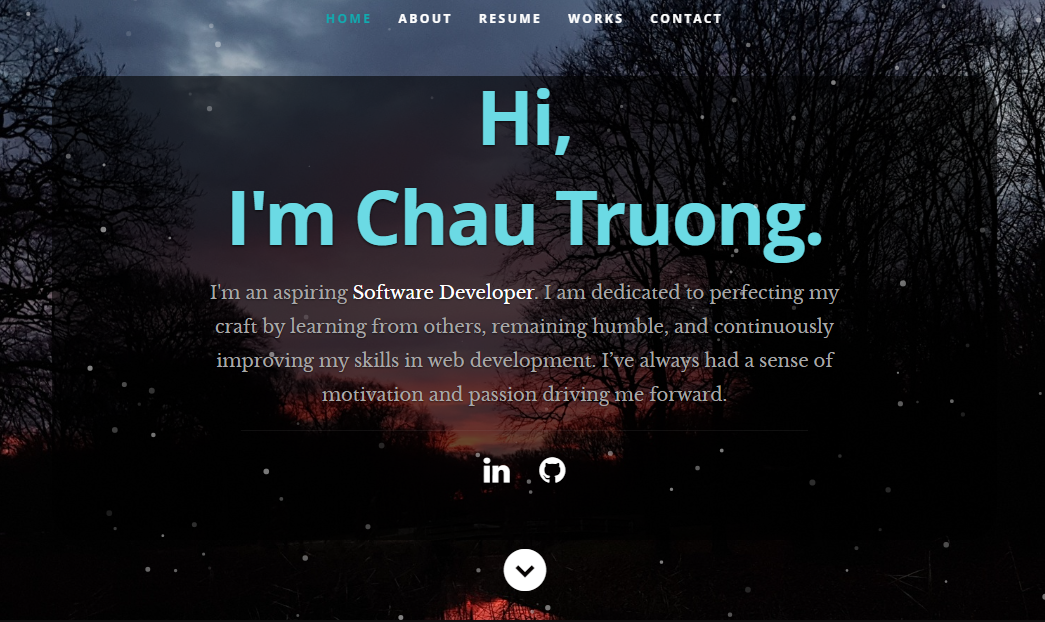 HOME ABOUT RESUME WORKS CONTACT
Hi,
I'm Chau Truong.
I'm an aspiring Software Developer. I am dedicated to perfecting my
craft by learning from others, remaining humble, and continuously
improving my skills in web development. I’ve always had a sense of
motivation and passion driving me forward.
in